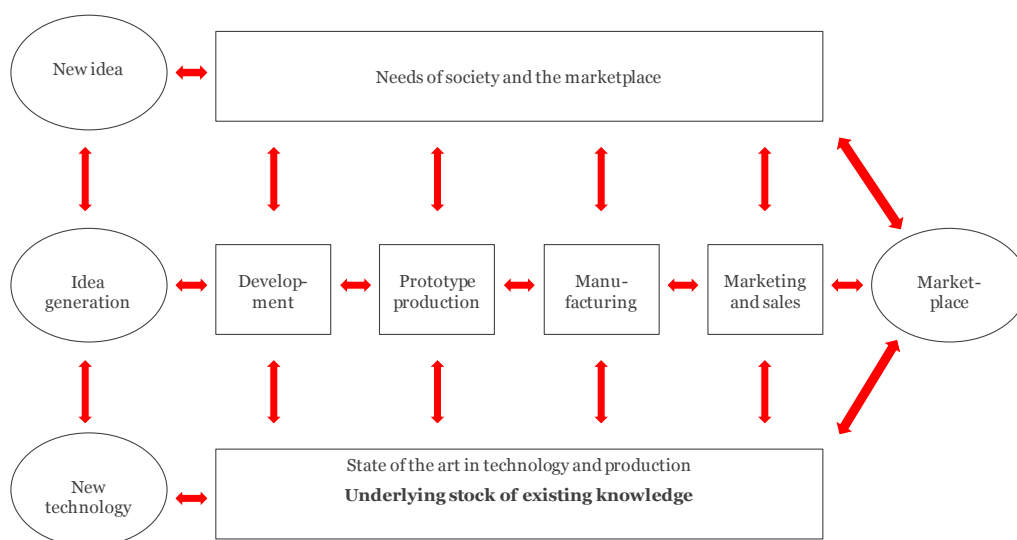 New idea
Needs of society and the marketplace
Idea
generation
Develop-
ment
Prototype
production
Manu-
facturing
Marketing
and sales
Market-
place
New
technology
State of the art in technology and production
Underlying stock of existing knowledge